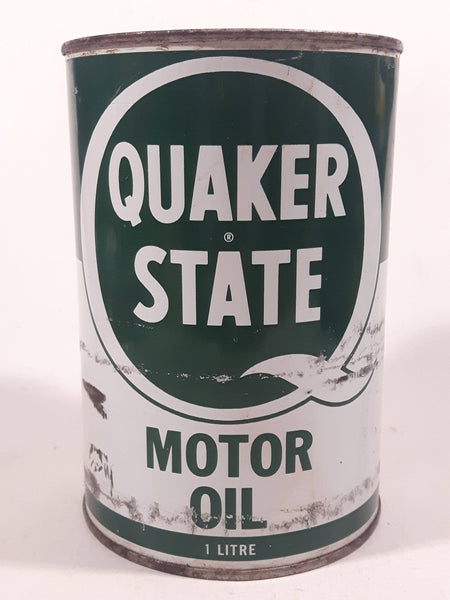 QUAKER
®
STATE
MOTOR
OIL
1 LITRE